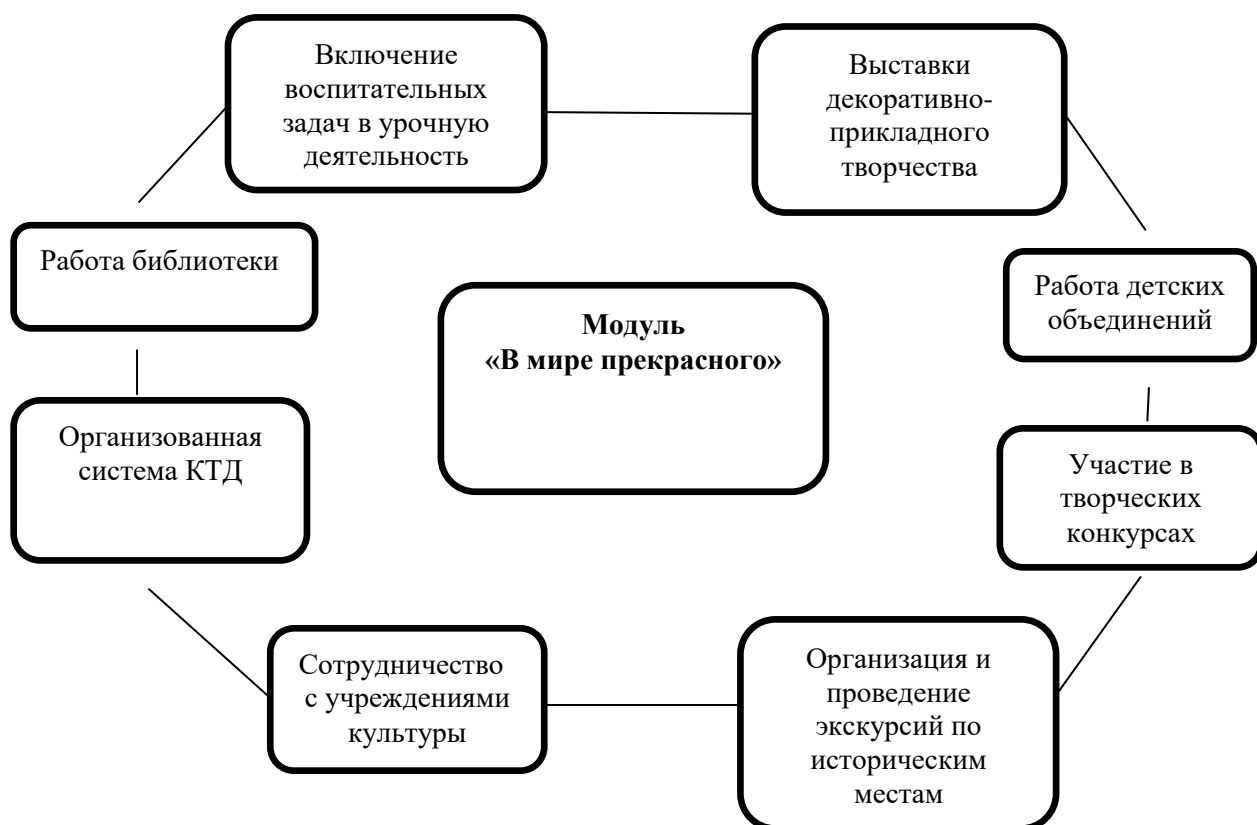 Включение
воспитательных
задач в урочную
деятельность
Выставки
декоративно-
прикладного
творчества
Работа библиотеки
Работа детских
объединений
Модуль
«В мире прекрасного»
Организованная
система КТД
Участие в
творческих
конкурсах
Сотрудничество
с учреждениями
культуры
Организация и
проведение
экскурсий по
историческим
местам